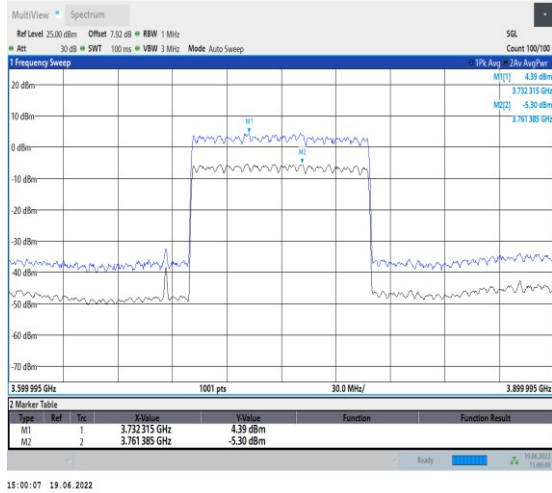 MultiView Spectrum
Ref Level 25.00 dBm Offset 7.92 dB RBW 1 MHz SGL
Att 30 dB SWT 100 ms VBW 3 MHz Mode Auto Sweep Count 100/100
1 Frequency Sweep 1Pk Avg 2Av AvgPwr
M1[1] 4.39 dBm
3.732 315 GHz
M2[2] -5.30 dBm
3.761 385 GHz
20 dBm
10 dBm
M1
0 dBm
M2
-10 dBm
-20 dBm
-30 dBm
-40 dBm
-50 dBm
-60 dBm
-70 dBm
3.599 995 GHz 1001 pts 30.0 MHz/ 3.899 995 GHz
2 Marker Table
Type Ref Trc X-Value Y-Value Function Function Result
M1 1 3.732 315 GHz 4.39 dBm
M2 2 3.761 385 GHz -5.30 dBm
Ready 19.06.2022
15:00:06
15:00:07 19.06.2022